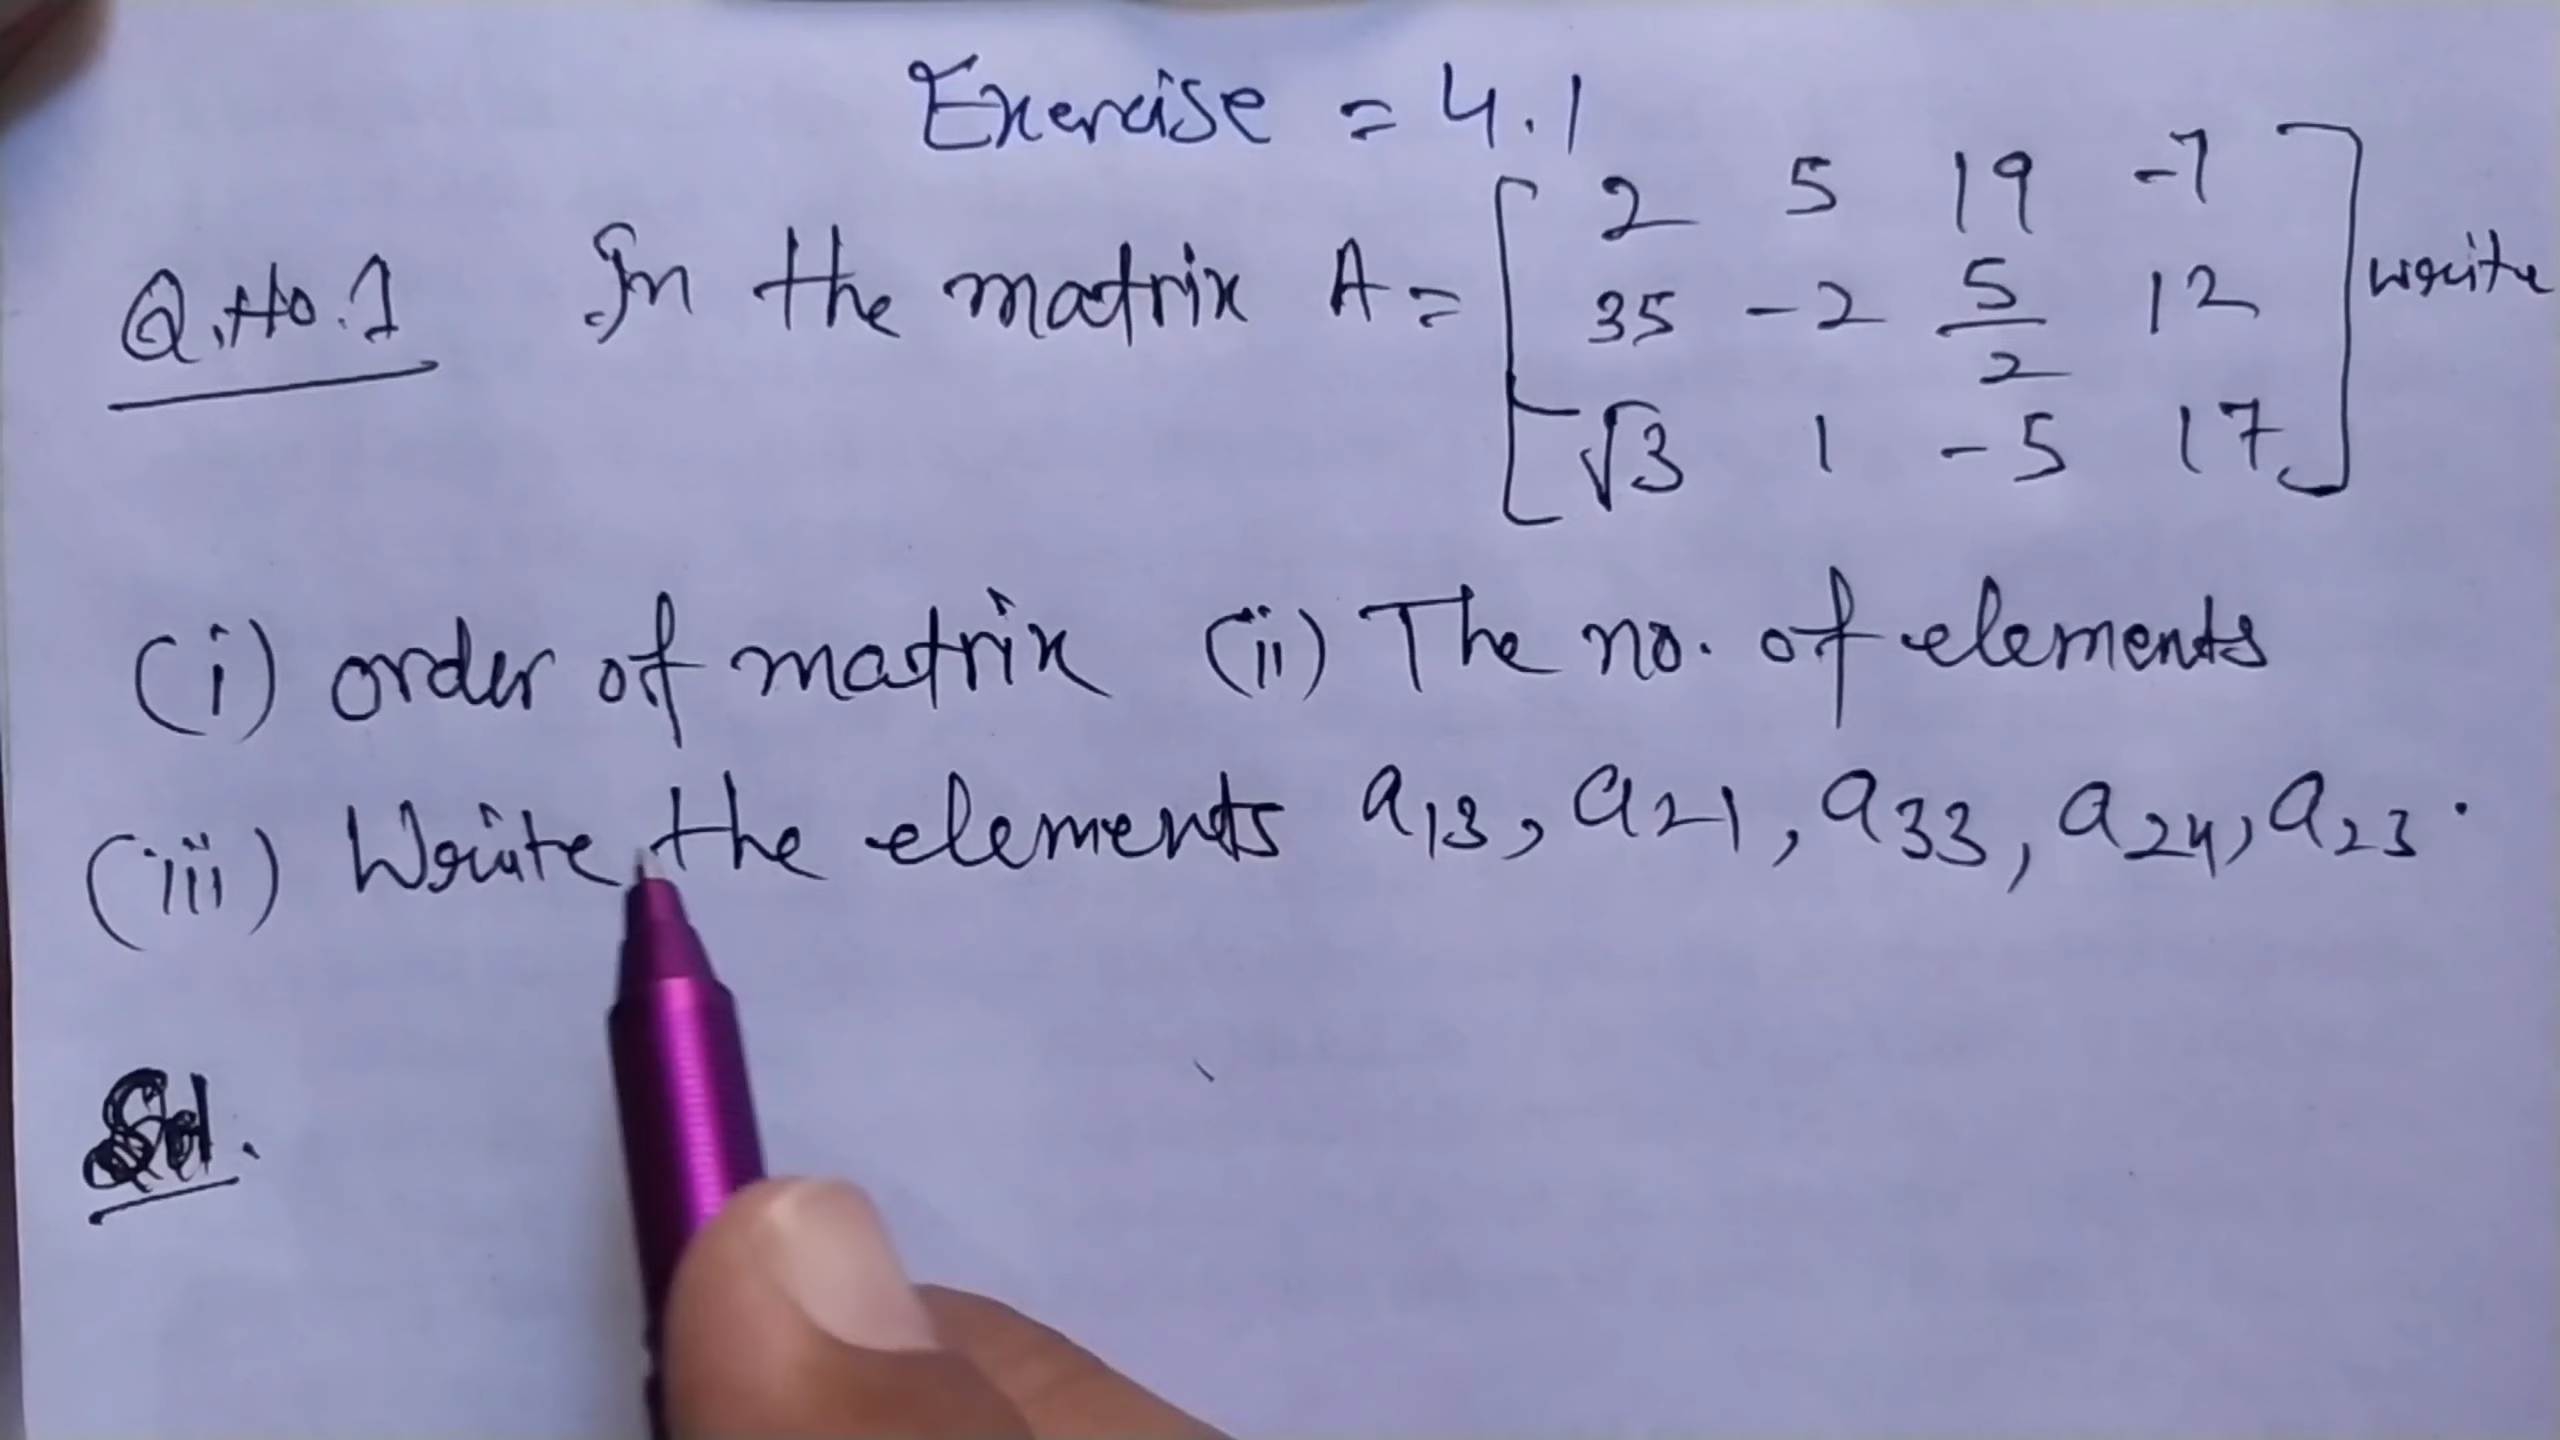 Exercise = 4.1
Q.No.1 In the matrix A = [ 2 5 19 -7
35 -2 5/2 12
√3 1 -5 17 ] write
(i) order of matrix (ii) The no. of elements
(iii) Write the elements a13, a21, a33, a24, a23.
Sol.